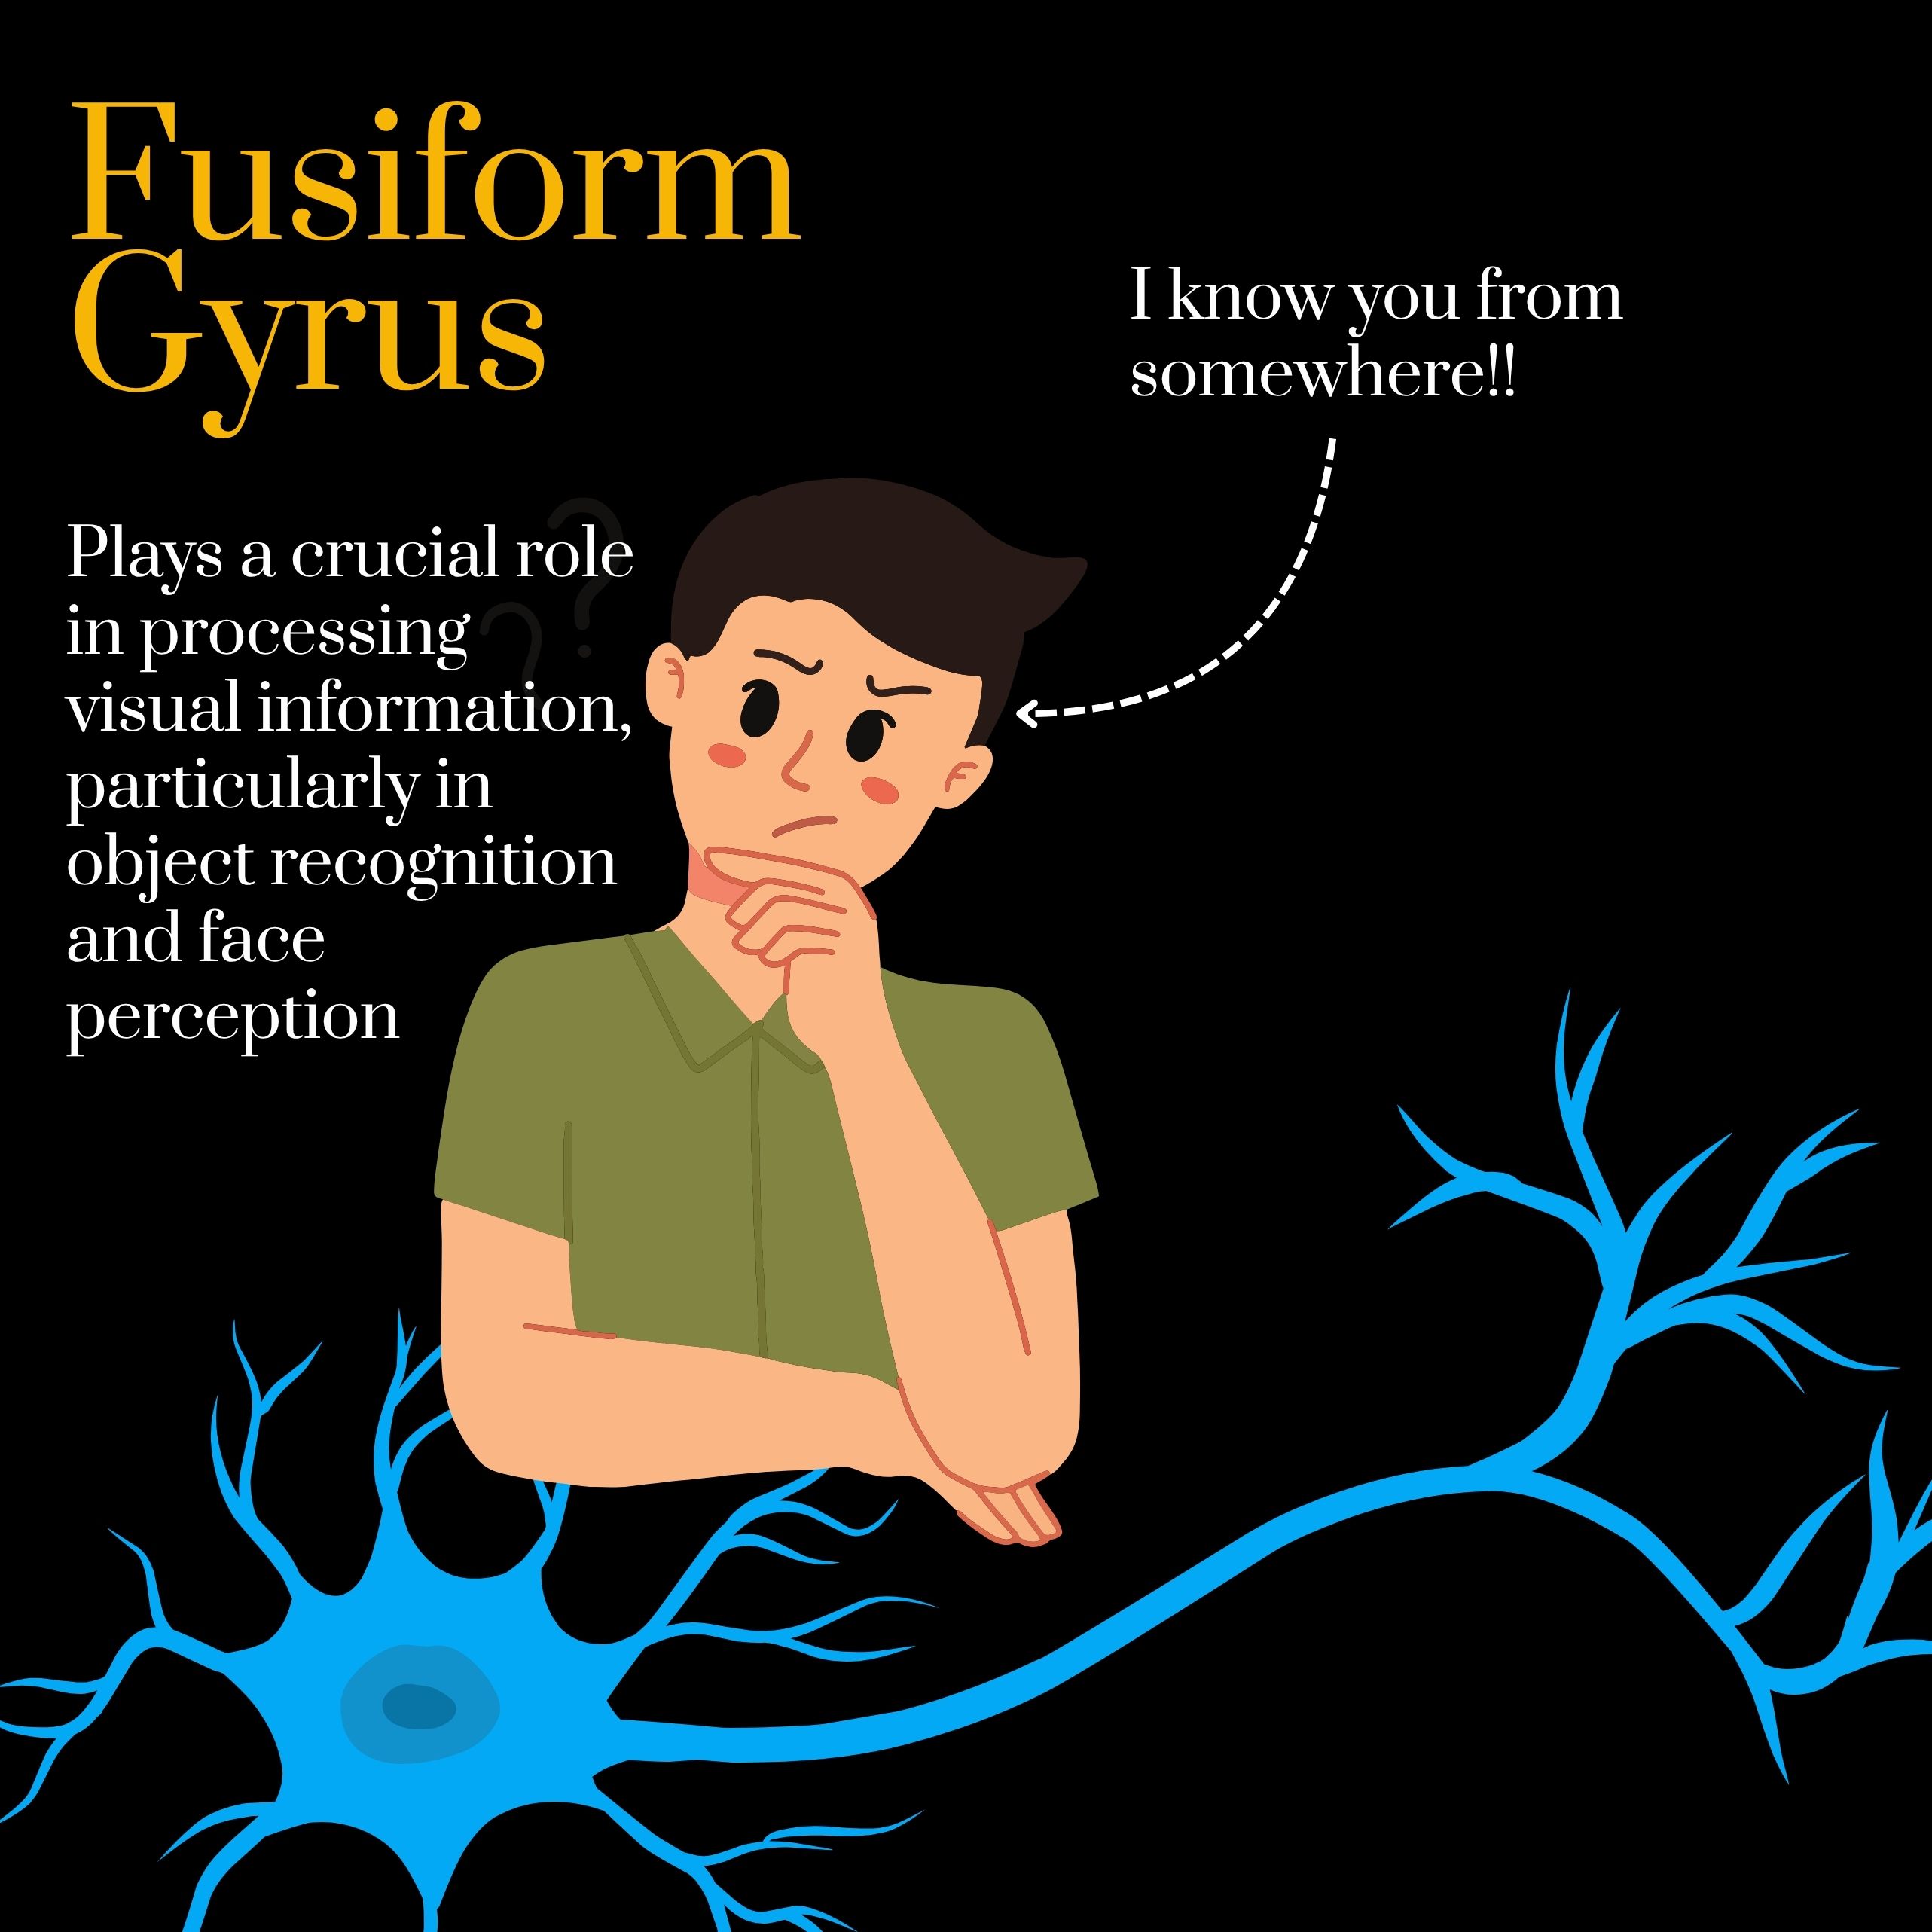 Fusiform
Gyrus
I know you from
somewhere!!
Plays a crucial role
in processing
visual information,
particularly in
object recognition
and face
perception